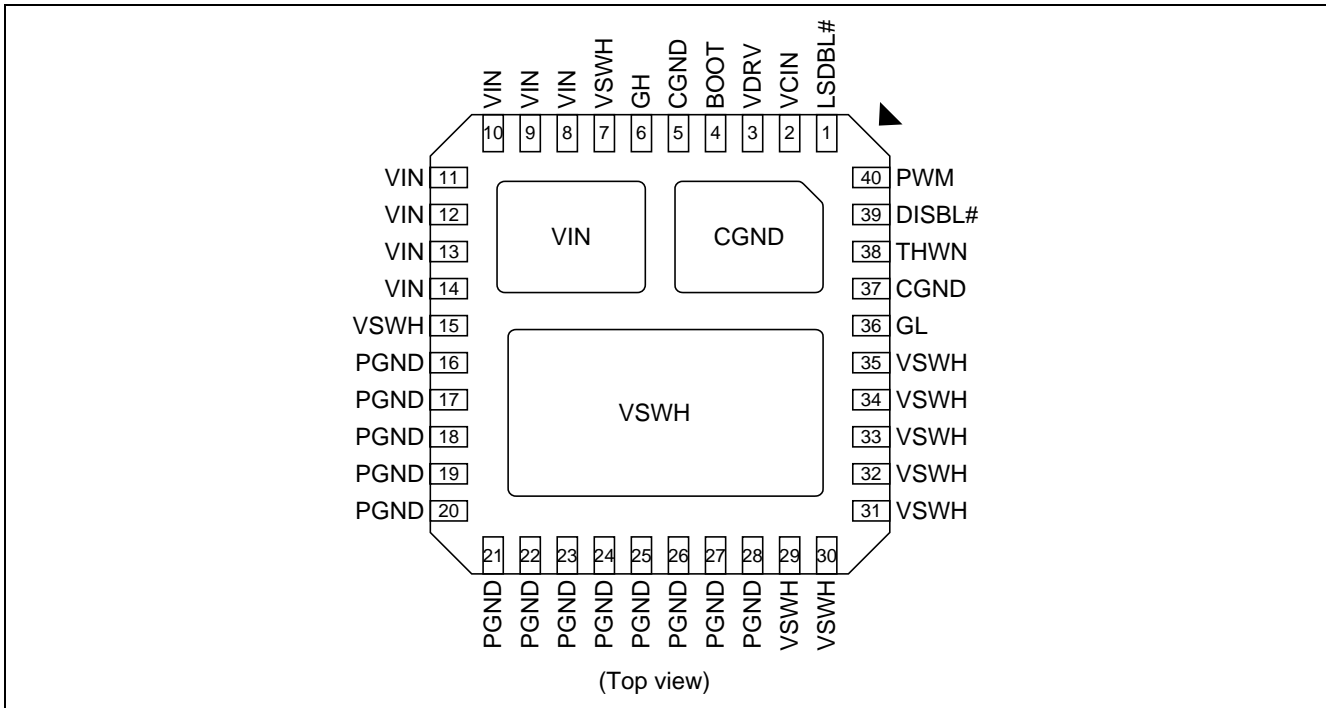 VIN VIN VIN VSWH GH CGND BOOT VDRV VCIN LSDBL#
10 9 8 7 6 5 4 3 2 1
VIN 11 40 PWM
VIN 12 39 DISBL#
VIN 13 38 THWN
VIN 14 37 CGND
VSWH 15 36 GL
PGND 16 35 VSWH
PGND 17 34 VSWH
PGND 18 33 VSWH
PGND 19 32 VSWH
PGND 20 31 VSWH
VIN CGND
VSWH
21 22 23 24 25 26 27 28 29 30
PGND PGND PGND PGND PGND PGND PGND PGND VSWH VSWH
(Top view)